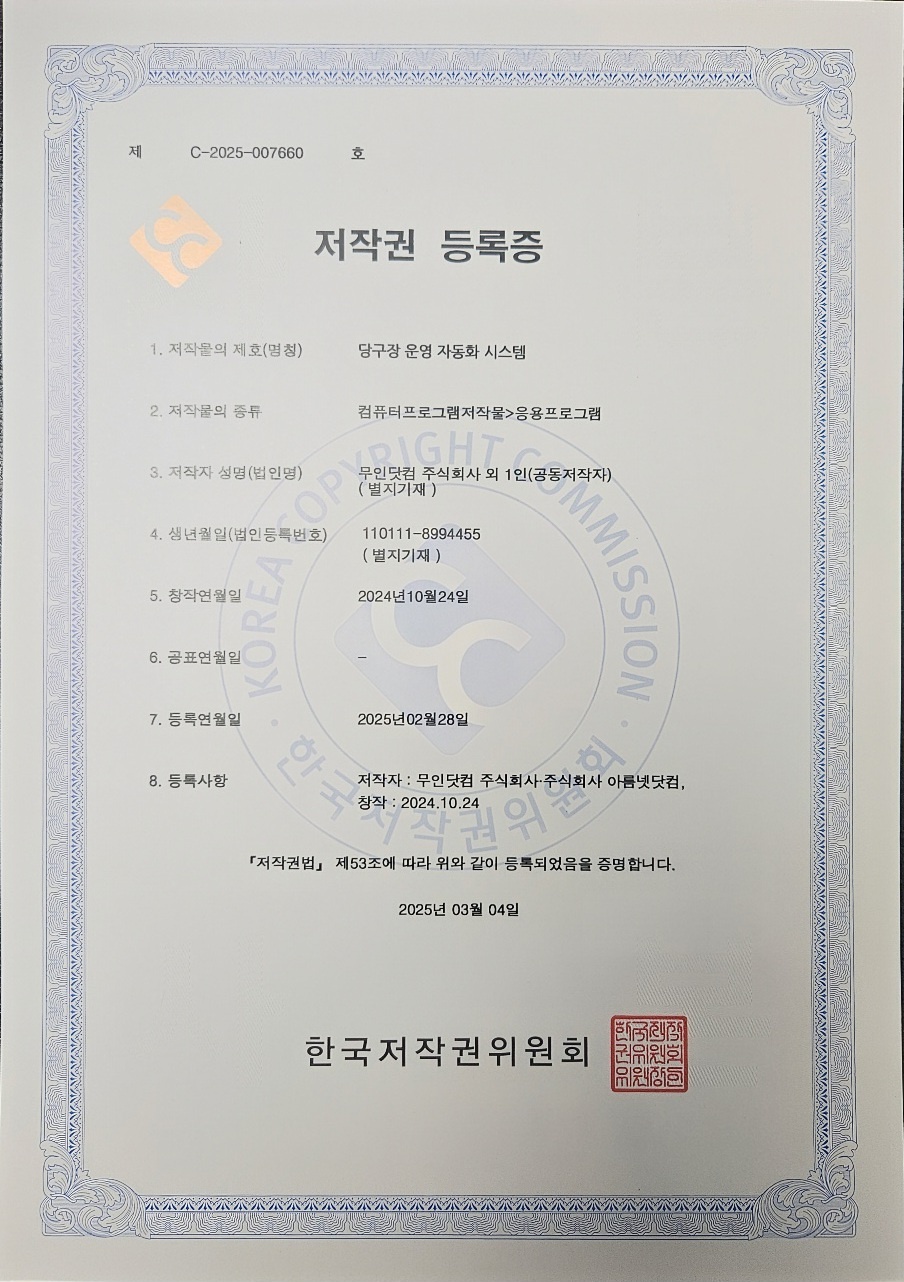 제 C-2025-007660 호
저작권 등록증
1. 저작물의 제호(명칭) 당구장 운영 자동화 시스템
2. 저작물의 종류 컴퓨터프로그램저작물>응용프로그램
3. 저작자 성명(법인명) 무인닷컴 주식회사 외 1인(공동저작자)
( 별지기재 )
4. 생년월일(법인등록번호) 110111-8994455
( 별지기재 )
5. 창작연월일 2024년10월24일
6. 공표연월일 –
7. 등록연월일 2025년02월28일
8. 등록사항 저작자 : 무인닷컴 주식회사·주식회사 아름넷닷컴,
창작 : 2024.10.24
『저작권법』 제53조에 따라 위와 같이 등록되었음을 증명합니다.
2025년 03월 04일
한국저작권위원회
KOREA COPYRIGHT COMMISSION
한국저작권위원회